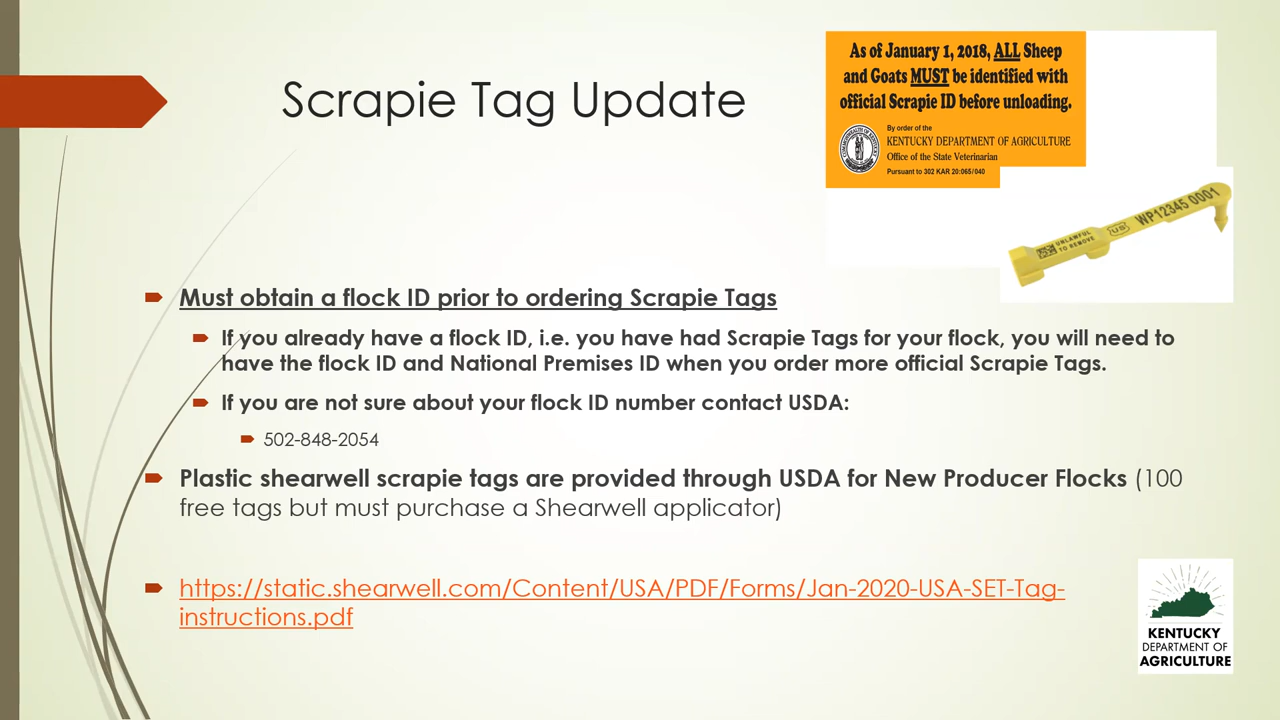 Scrapie Tag Update
As of January 1, 2018, ALL Sheep
and Goats MUST be identified with
official Scrapie ID before unloading.
By order of the
KENTUCKY DEPARTMENT OF AGRICULTURE
Office of the State Veterinarian
Pursuant to 302 KAR 20:065/040
UNLAWFUL
TO REMOVE
US
WP12345 0001
Must obtain a flock ID prior to ordering Scrapie Tags
If you already have a flock ID, i.e. you have had Scrapie Tags for your flock, you will need to
have the flock ID and National Premises ID when you order more official Scrapie Tags.
If you are not sure about your flock ID number contact USDA:
502-848-2054
Plastic shearwell scrapie tags are provided through USDA for New Producer Flocks (100
free tags but must purchase a Shearwell applicator)
https://static.shearwell.com/Content/USA/PDF/Forms/Jan-2020-USA-SET-Tag-
instructions.pdf
KENTUCKY
DEPARTMENT OF
AGRICULTURE